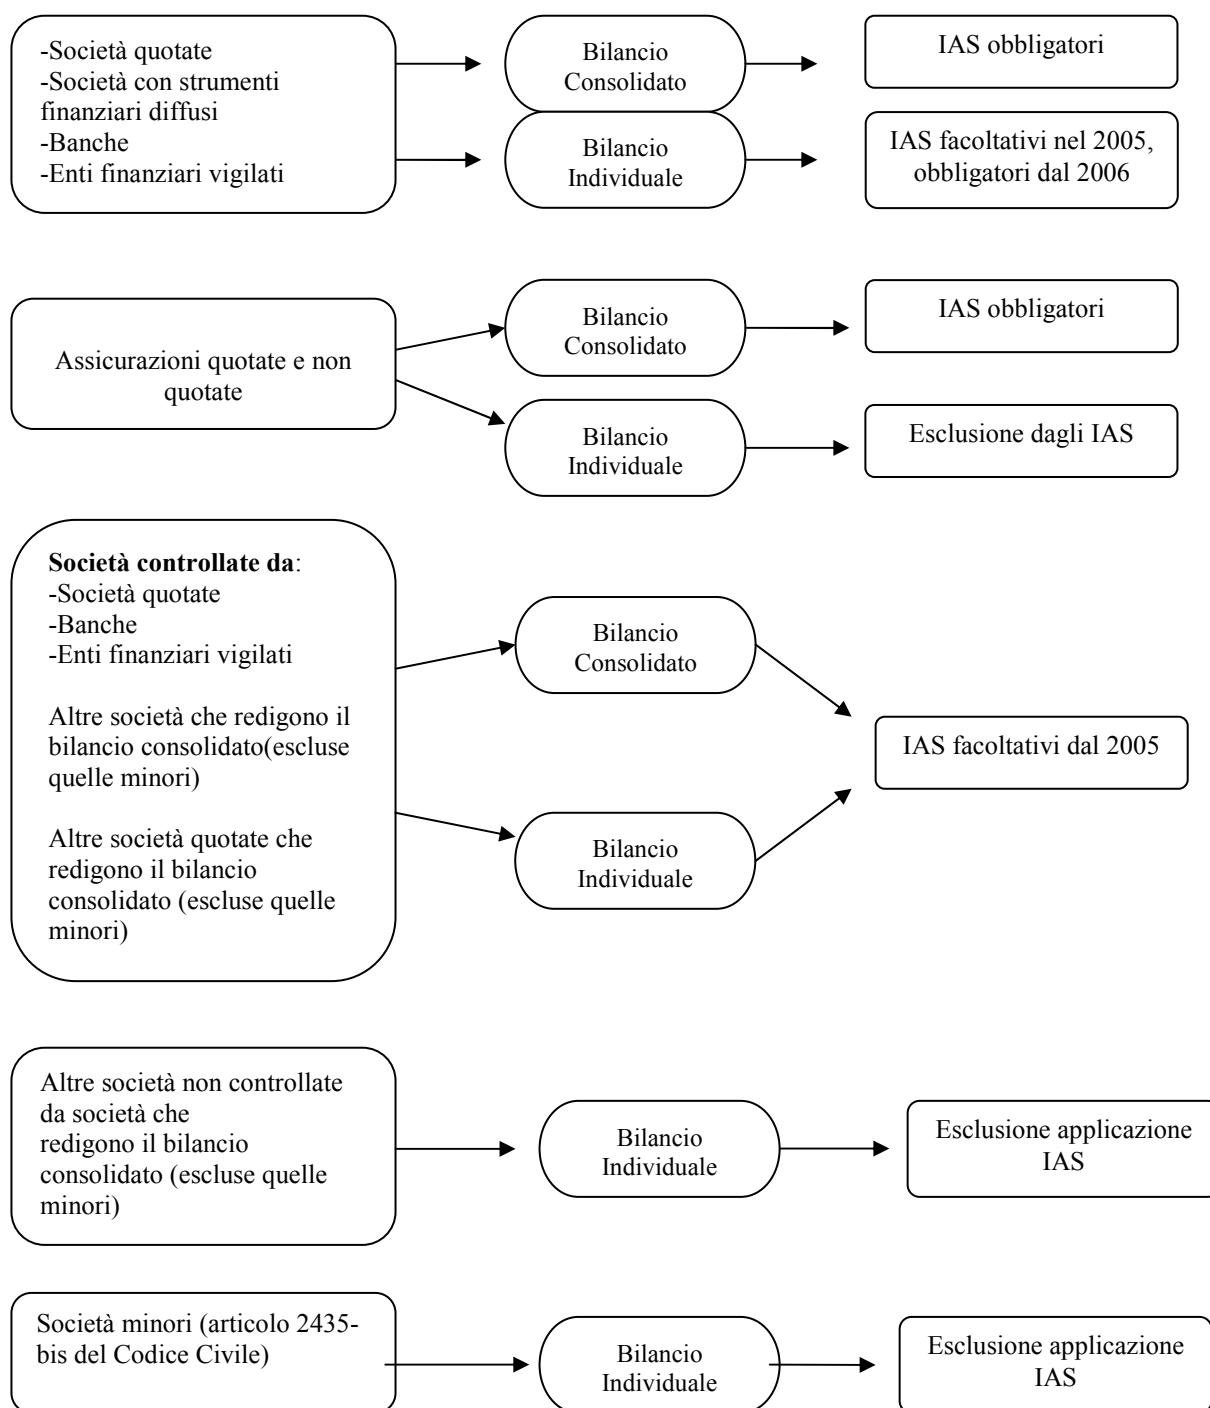 -Società quotate
-Società con strumenti
finanziari diffusi
-Banche
-Enti finanziari vigilati
Bilancio
Consolidato
IAS obbligatori
Bilancio
Individuale
IAS facoltativi nel 2005,
obbligatori dal 2006
Assicurazioni quotate e non
quotate
Bilancio
Consolidato
IAS obbligatori
Bilancio
Individuale
Esclusione dagli IAS
Società controllate da:
-Società quotate
-Banche
-Enti finanziari vigilati
Altre società che redigono il
bilancio consolidato(escluse
quelle minori)
Altre società quotate che
redigono il bilancio
consolidato (escluse quelle
minori)
Bilancio
Consolidato
Bilancio
Individuale
IAS facoltativi dal 2005
Altre società non controllate
da società che
redigono il bilancio
consolidato (escluse quelle
minori)
Bilancio
Individuale
Esclusione applicazione
IAS
Società minori (articolo 2435-
bis del Codice Civile)
Bilancio
Individuale
Esclusione applicazione
IAS